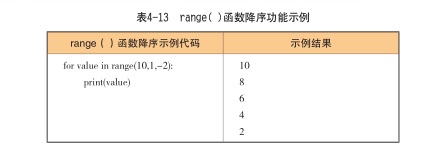 表4-13 range( )函数降序功能示例
range ( ) 函数降序示例代码 示例结果
for value in range(10,1,−2): 10
print(value) 8
6
4
2